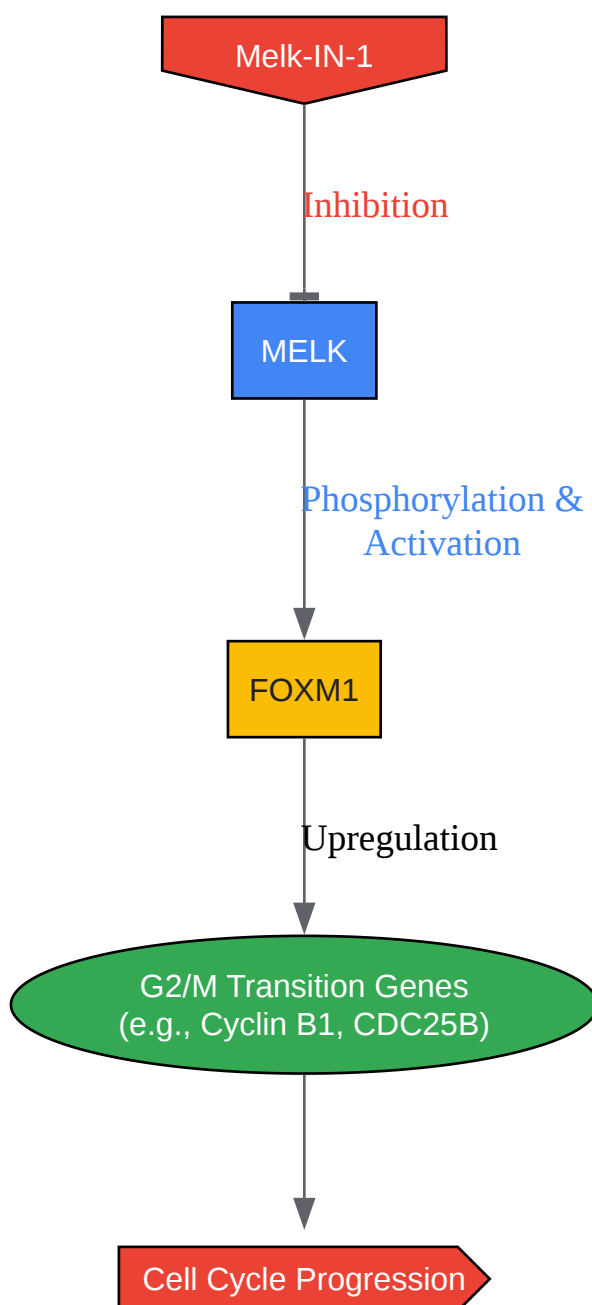 Melk-IN-1
Inhibition
MELK
Phosphorylation &
Activation
FOXM1
Upregulation
G2/M Transition Genes
(e.g., Cyclin B1, CDC25B)
Cell Cycle Progression